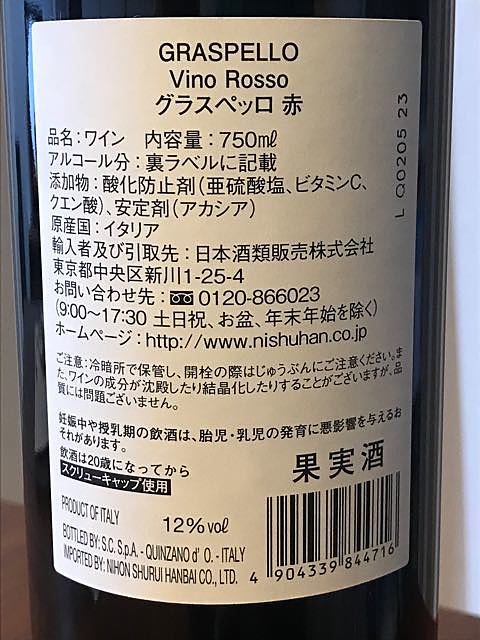 GRASPELLO
Vino Rosso
グラスペッロ 赤
品名：ワイン　内容量：750mℓ
アルコール分：裏ラベルに記載
添加物：酸化防止剤（亜硫酸塩、ビタミンC、
クエン酸）、安定剤（アカシア）
原産国：イタリア
輸入者及び引取先：日本酒類販売株式会社
東京都中央区新川1-25-4
お問い合わせ先： 0120-866023
(9:00～17:30 土日祝、お盆、年末年始を除く)
ホームページ：http://www.nishuhan.co.jp
ご注意：冷暗所で保管し、開栓の際はじゅうぶんにご注意ください。ま
た、ワインの成分が沈殿したり結晶化したりすることがございますが、品
質には問題ございません。
妊娠中や授乳期の飲酒は、胎児・乳児の発育に悪影響を与えるお
それがあります。
飲酒は20歳になってから
スクリューキャップ使用
果実酒
PRODUCT OF ITALY
12%vol
BOTTLED BY: S.C. S.p.A. - QUINZANO d' O. - ITALY
IMPORTED BY: NIHON SHURUI HANBAI CO., LTD.
4 904339 844716
L Q0205 23